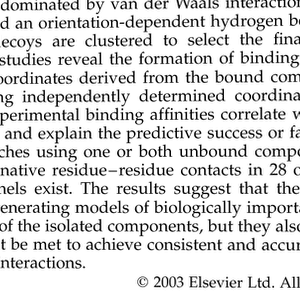 dominated by van der Waals interaction
d an orientation-dependent hydrogen b
ecoys are clustered to select the fina
studies reveal the formation of binding
oordinates derived from the bound com
ng independently determined coordina
perimental binding affinities correlate w
and explain the predictive success or fa
ches using one or both unbound compo
native residue–residue contacts in 28 o
nels exist. The results suggest that the
enerating models of biologically importa
of the isolated components, but they also
t be met to achieve consistent and accur
interactions.
© 2003 Elsevier Ltd. All